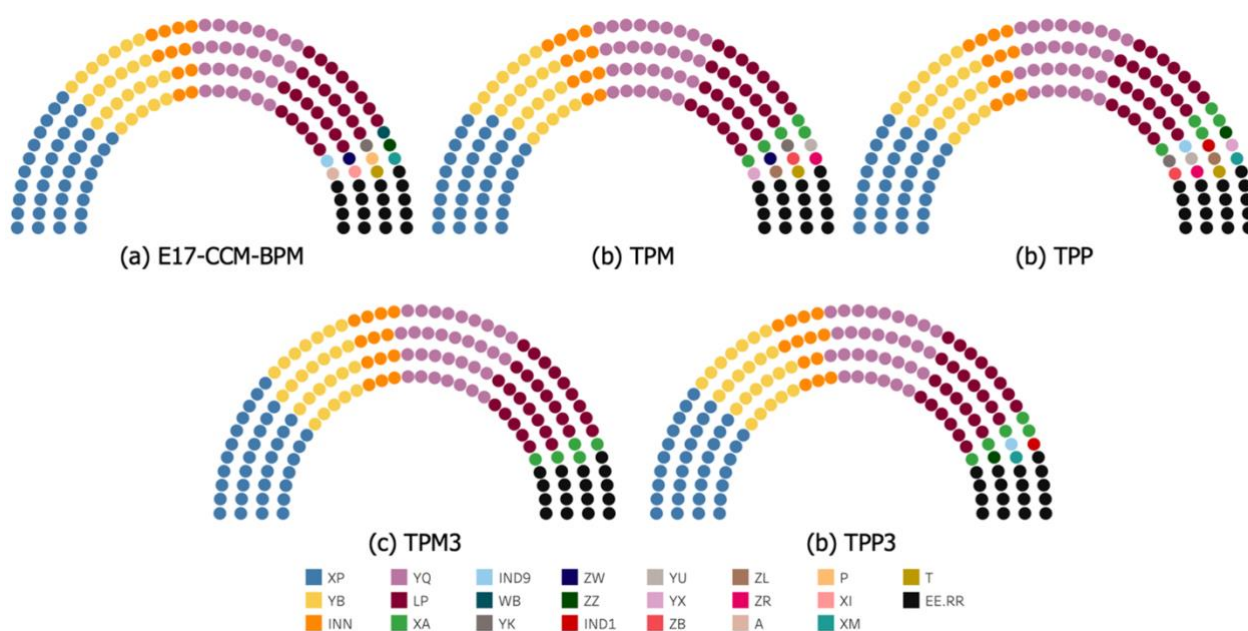 (a) E17-CCM-BPM (b) TPM (b) TPP
(c) TPM3 (b) TPP3
XP YQ IND9 ZW YU ZL P T
YB LP WB ZZ YX ZR XI EE.RR
INN XA YK IND1 ZB A XM